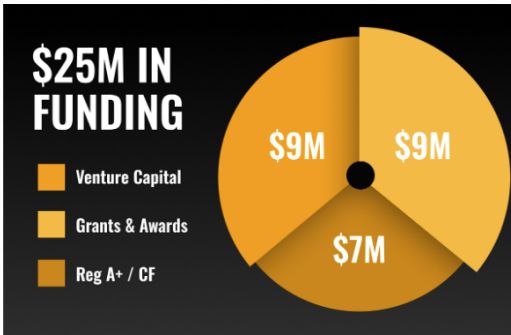 $25M IN
FUNDING
Venture Capital
Grants & Awards
Reg A+ / CF
$9M
$9M
$7M